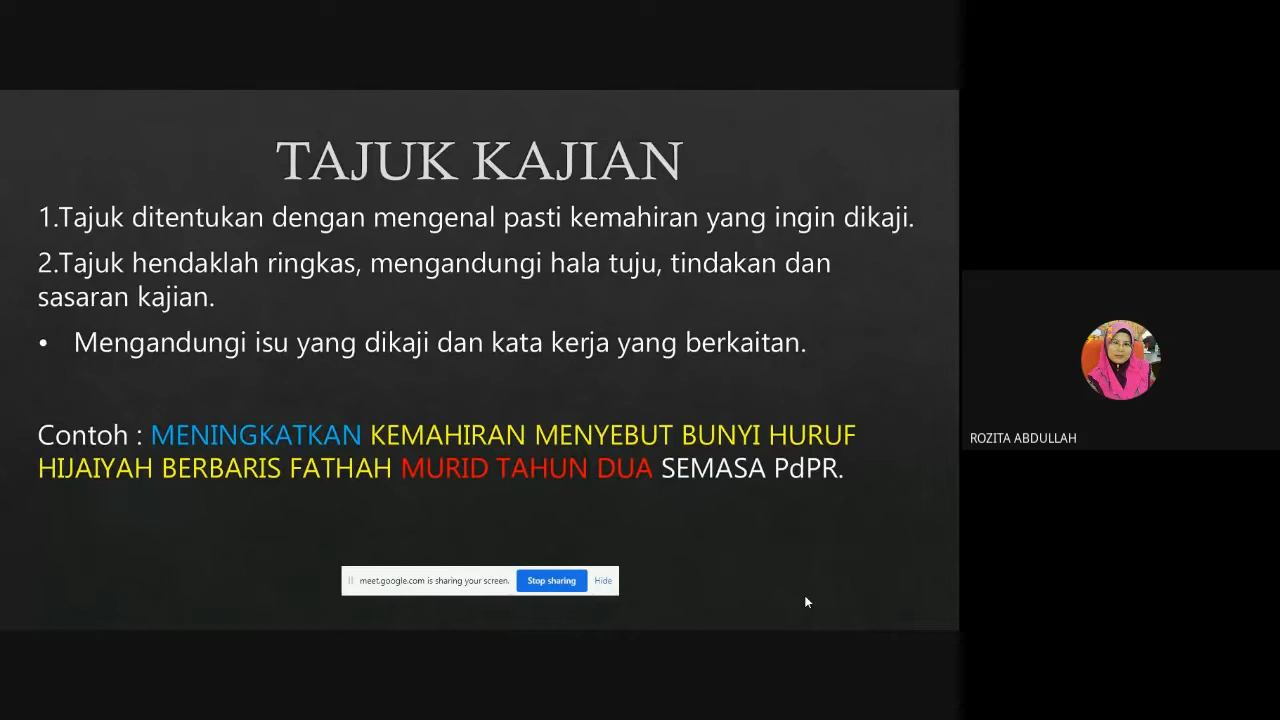 TAJUK KAJIAN
1.Tajuk ditentukan dengan mengenal pasti kemahiran yang ingin dikaji.
2.Tajuk hendaklah ringkas, mengandungi hala tuju, tindakan dan
sasaran kajian.
• Mengandungi isu yang dikaji dan kata kerja yang berkaitan.
Contoh : MENINGKATKAN KEMAHIRAN MENYEBUT BUNYI HURUF
HIJAIYAH BERBARIS FATHAH MURID TAHUN DUA SEMASA PdPR.
meet.google.com is sharing your screen. Stop sharing Hide
ROZITA ABDULLAH